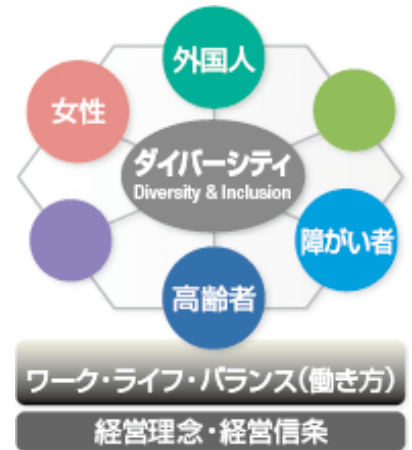 外国人
女性
ダイバーシティ
Diversity & Inclusion
障がい者
高齢者
ワーク・ライフ・バランス(働き方)
経営理念・経営信条